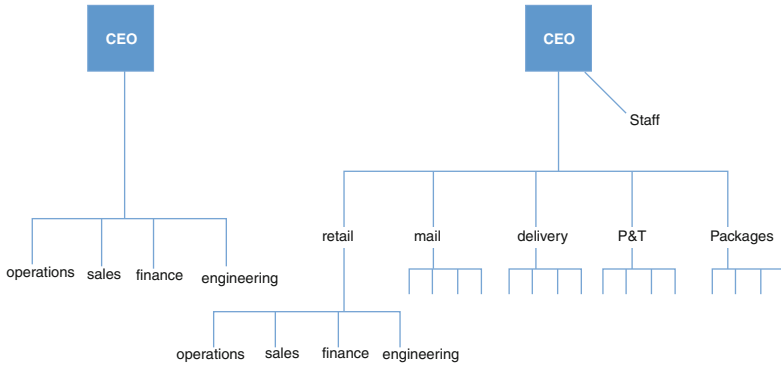 CEO
CEO
Staff
retail mail delivery P&T Packages
operations sales finance engineering
operations sales finance engineering